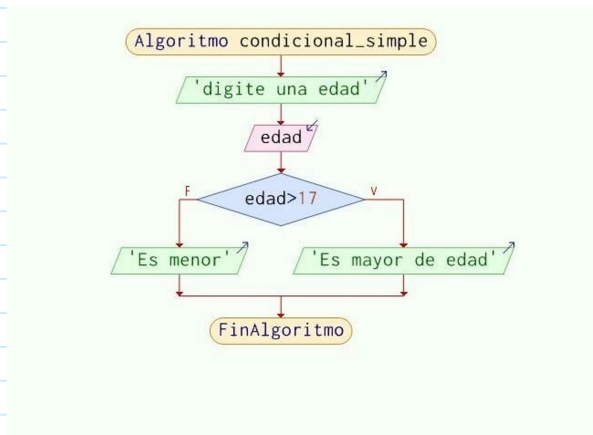 Algoritmo condicional_simple
'digite una edad'
edad
F
edad>17
V
'Es menor'
'Es mayor de edad'
FinAlgoritmo